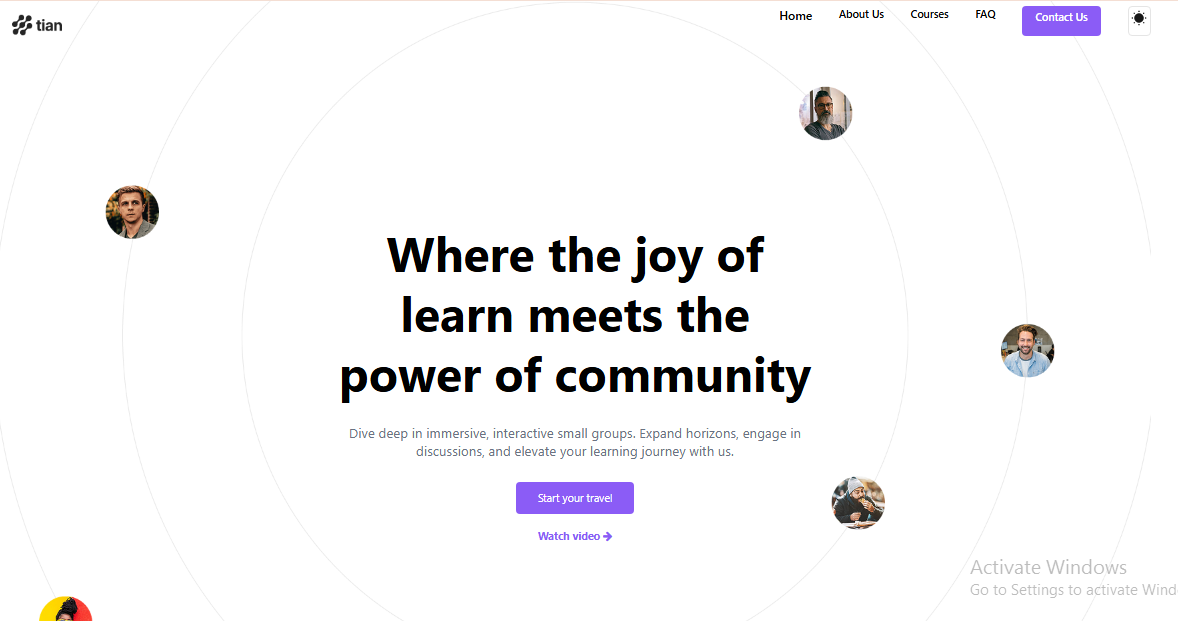 tian
Home About Us Courses FAQ Contact Us
Where the joy of
learn meets the
power of community
Dive deep in immersive, interactive small groups. Expand horizons, engage in
discussions, and elevate your learning journey with us.
Start your travel
Watch video
Activate Windows
Go to Settings to activate Wind